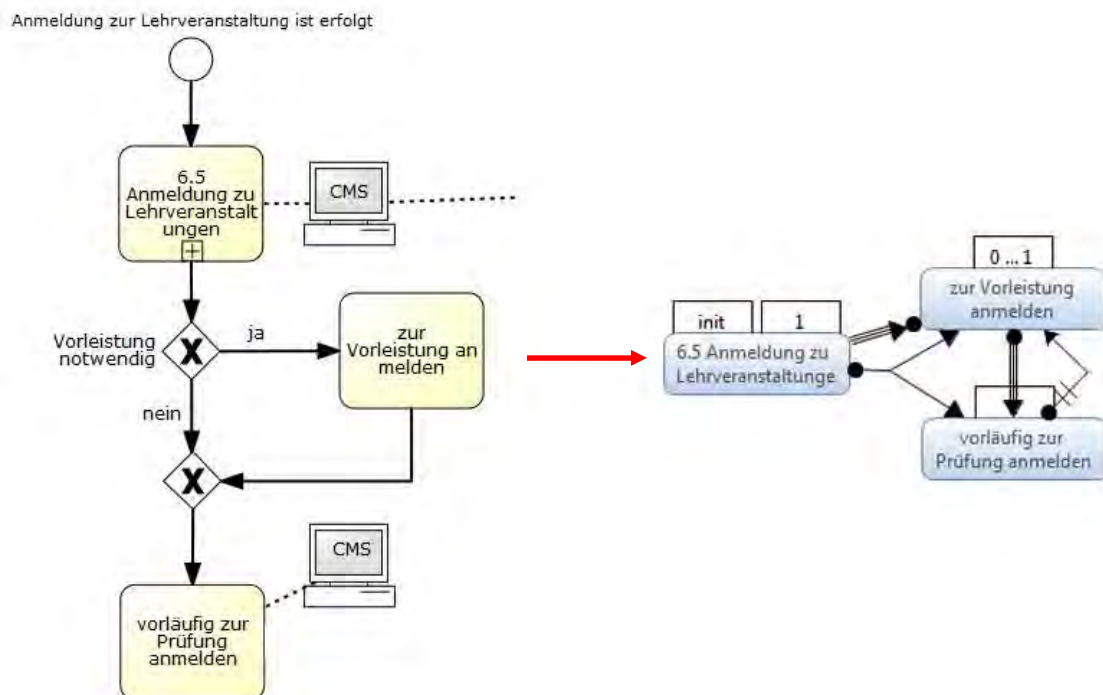 Anmeldung zur Lehrveranstaltung ist erfolgt
6.5
Anmeldung zu
Lehrveranstalt
ungen
CMS
Vorleistung
notwendig
ja
nein
zur
Vorleistung an
melden
CMS
vorläufig zur
Prüfung
anmelden
init
1
6.5 Anmeldung zu
Lehrveranstaltunge
0 ... 1
zur Vorleistung
anmelden
vorläufig zur
Prüfung anmelden